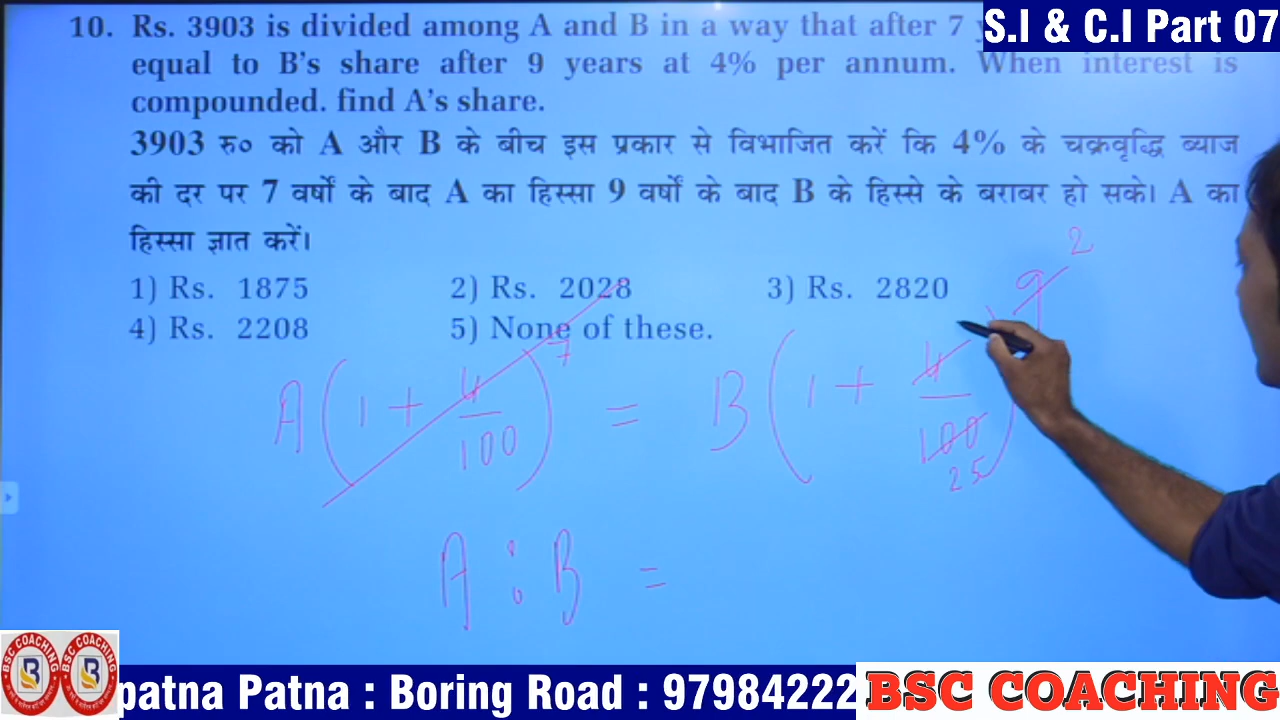 S.I & C.I Part 07
10. Rs. 3903 is divided among A and B in a way that after 7
equal to B's share after 9 years at 4% per annum. When interest is
compounded. find A's share.
3903 रु० को A और B के बीच इस प्रकार से विभाजित करें कि 4% के चक्रवृद्धि ब्याज
की दर पर 7 वर्षों के बाद A का हिस्सा 9 वर्षों के बाद B के हिस्से के बराबर हो सके। A का
हिस्सा ज्ञात करें।
1) Rs. 1875 2) Rs. 2028 3) Rs. 2820
4) Rs. 2208 5) None of these.
A(1 + 4/100)^7 = B(1 + 4/100)^9 2
25
A : B =
BSC COACHING BSC COACHING
patna Patna : Boring Road : 97984222 BSC COACHING